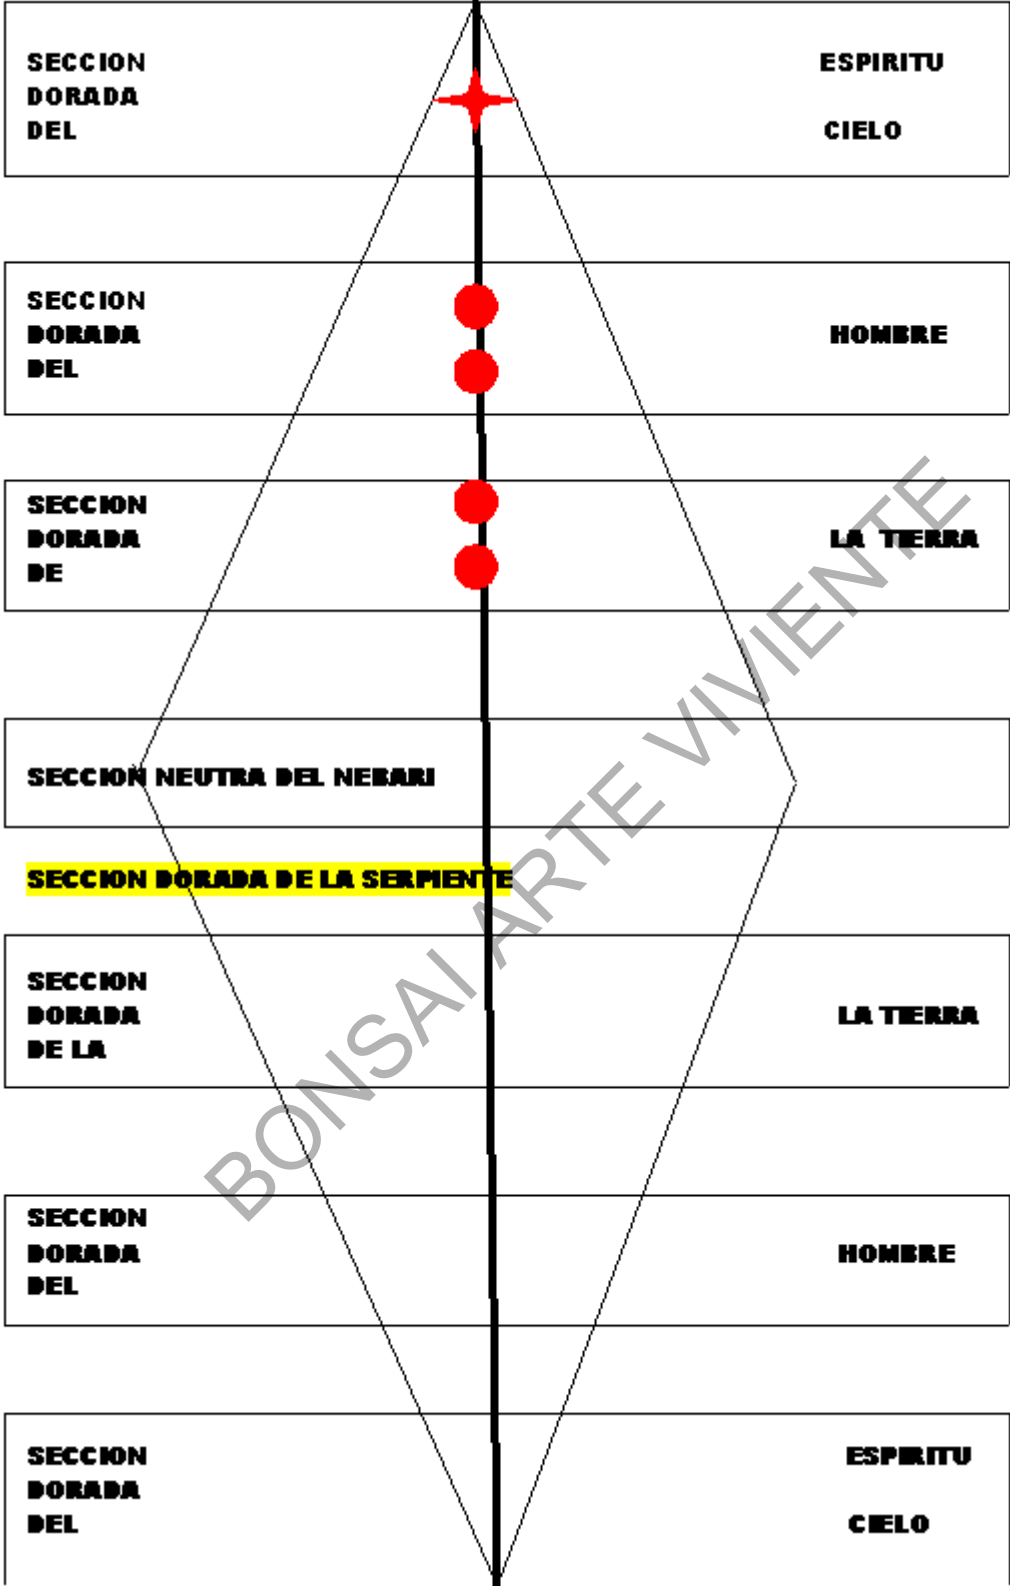 SECCION ESPIRITU
DORADA
DEL CIELO
SECCION
DORADA HOMBRE
DEL
SECCION
DORADA LA TIERRA
DE
SECCION NEUTRA DEL NEBARI
SECCION DORADA DE LA SERPIENTE
SECCION
DORADA LA TIERRA
DE LA
SECCION
DORADA HOMBRE
DEL
SECCION ESPIRITU
DORADA
DEL CIELO
BONSAI ARTE VIVIENTE